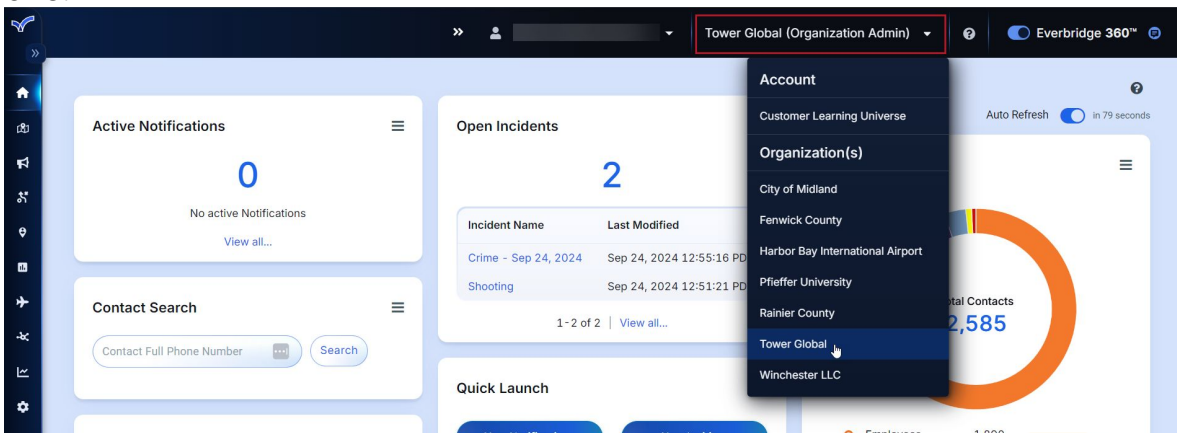 Tower Global (Organization Admin)
Everbridge 360™
Account
Customer Learning Universe
Organization(s)
City of Midland
Fenwick County
Harbor Bay International Airport
Pfieffer University
Rainier County
Tower Global
Winchester LLC
Auto Refresh
in 79 seconds
Active Notifications
0
No active Notifications
View all...
Contact Search
Contact Full Phone Number
Search
Open Incidents
2
Incident Name Last Modified
Crime - Sep 24, 2024 Sep 24, 2024 12:55:16 PD
Shooting Sep 24, 2024 12:51:21 PD
1-2 of 2 | View all...
Quick Launch
Contacts
2,585